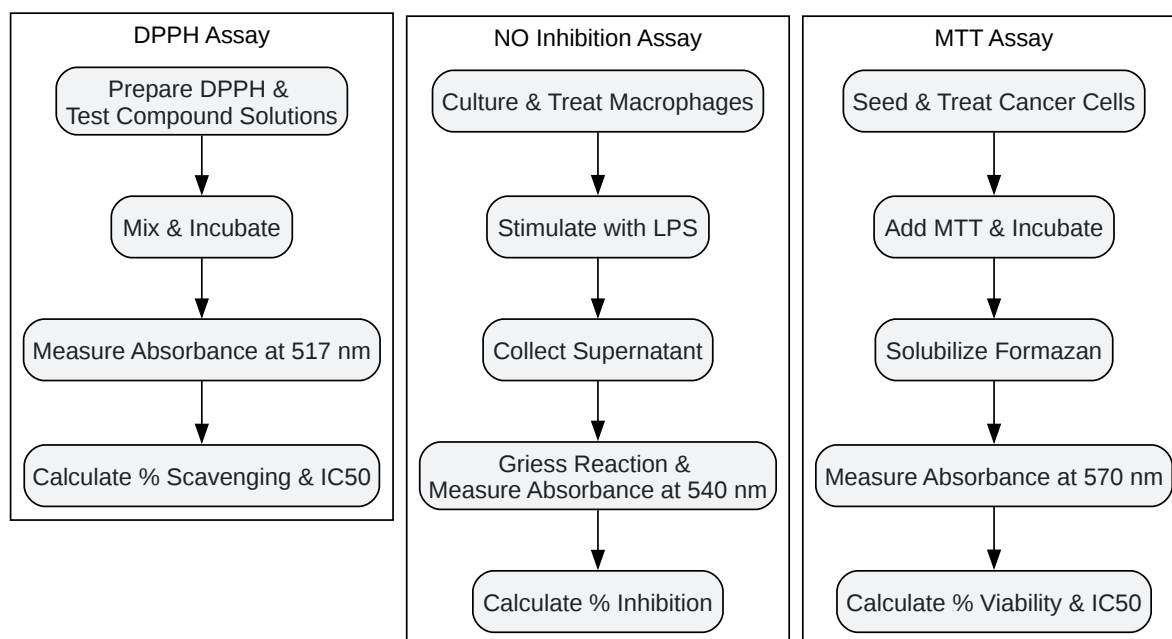 DPPH Assay
Prepare DPPH &
Test Compound Solutions
Mix & Incubate
Measure Absorbance at 517 nm
Calculate % Scavenging & IC50
NO Inhibition Assay
Culture & Treat Macrophages
Stimulate with LPS
Collect Supernatant
Griess Reaction &
Measure Absorbance at 540 nm
Calculate % Inhibition
MTT Assay
Seed & Treat Cancer Cells
Add MTT & Incubate
Solubilize Formazan
Measure Absorbance at 570 nm
Calculate % Viability & IC50